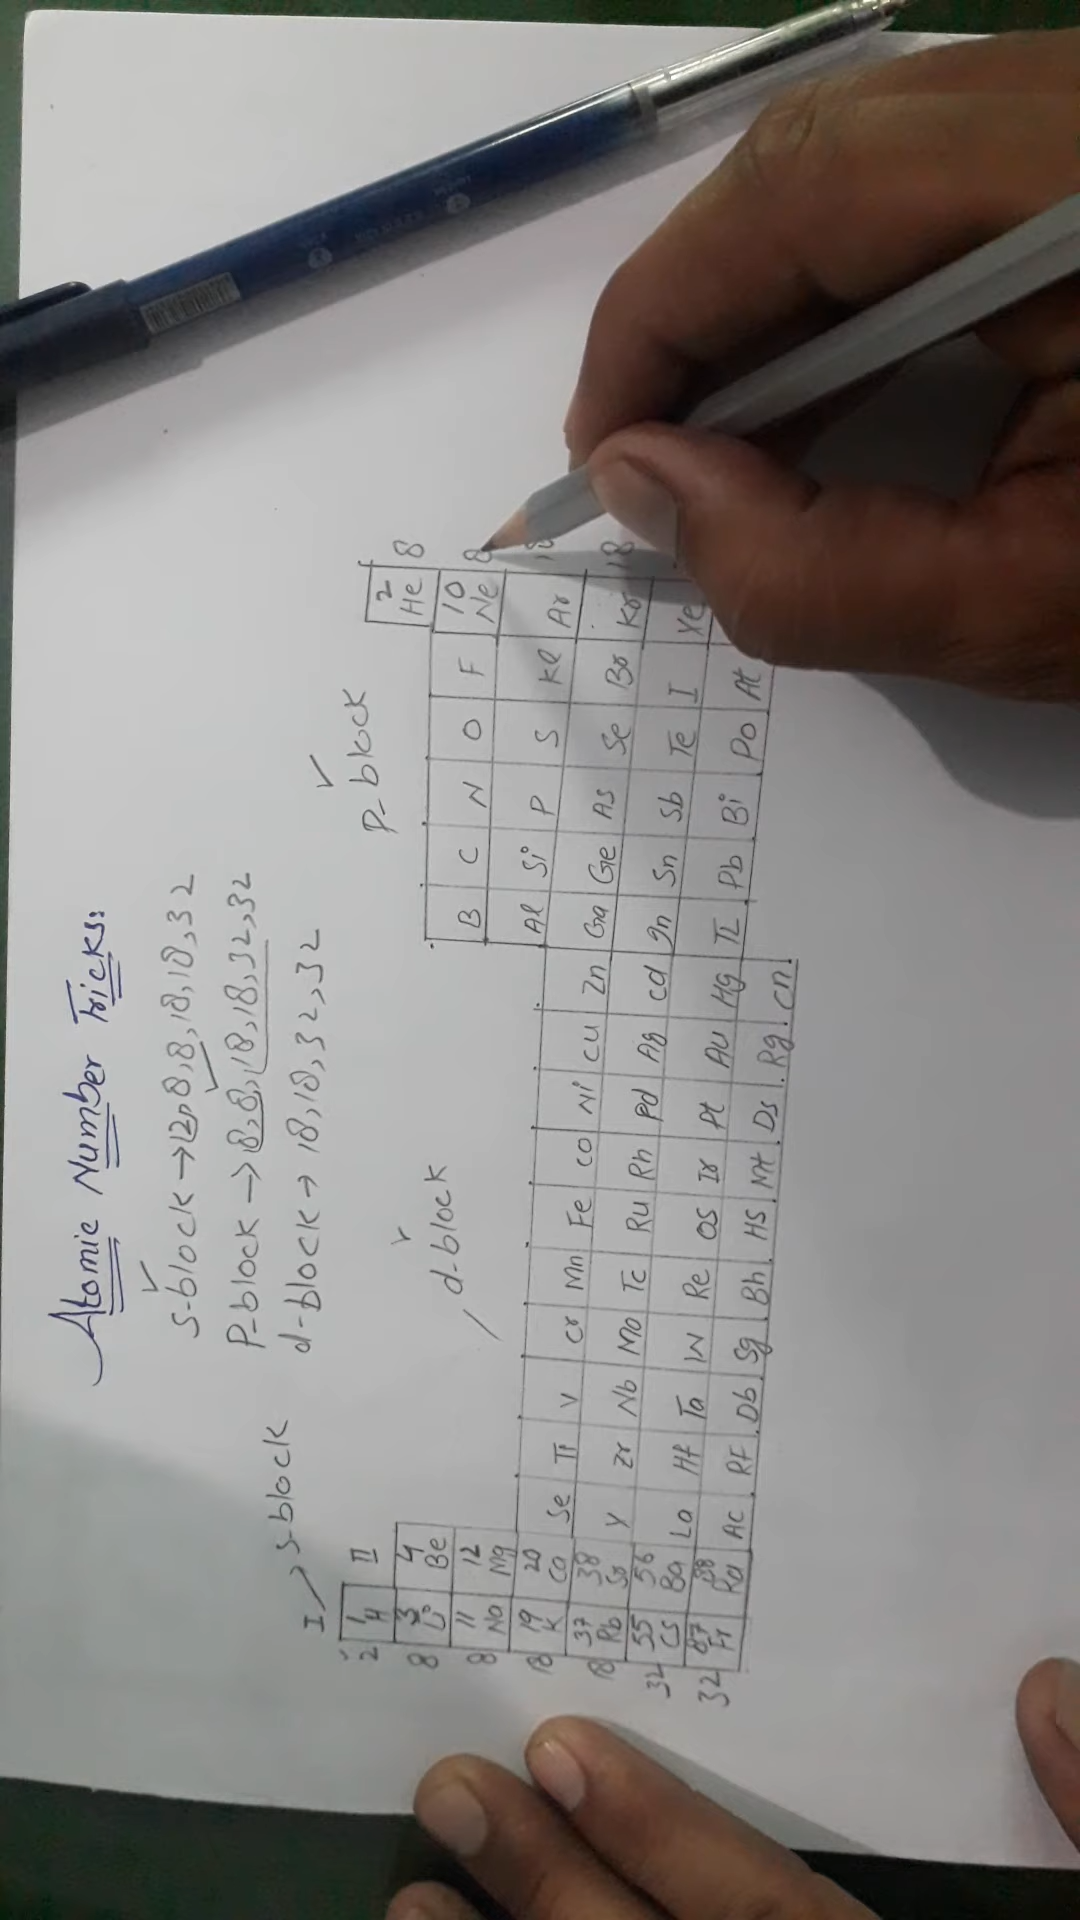 Atomic Number Tricks:
s-block → 2, 8, 8, 18, 18, 32
P-block → 8, 8, 18, 18, 32, 32
d-block → 18, 18, 32, 32
I → s-block
II
P-block
d-block
2 1 H 2 He 8
8 3 Li 4 Be B C N O F 10 Ne 8
8 11 Na 12 Mg Al Si P S Kl Ar 18
18 19 K 20 Ca Se Ti V Cr Mn Fe Co Ni Cu Zn Ga Ge As Se Br Kr 18
18 37 Rb 38 Sr Y Zr Nb Mo Tc Ru Rh Pd Ag Cd In Sn Sb Te I Xe
32 55 Cs 56 Ba La Hf Ta W Re Os Ir Pt Au Hg TL Pb Bi Po At
32 87 Fr 88 Ra Ac Rf Db Sg Bh Hs Mt Ds Rg Cn